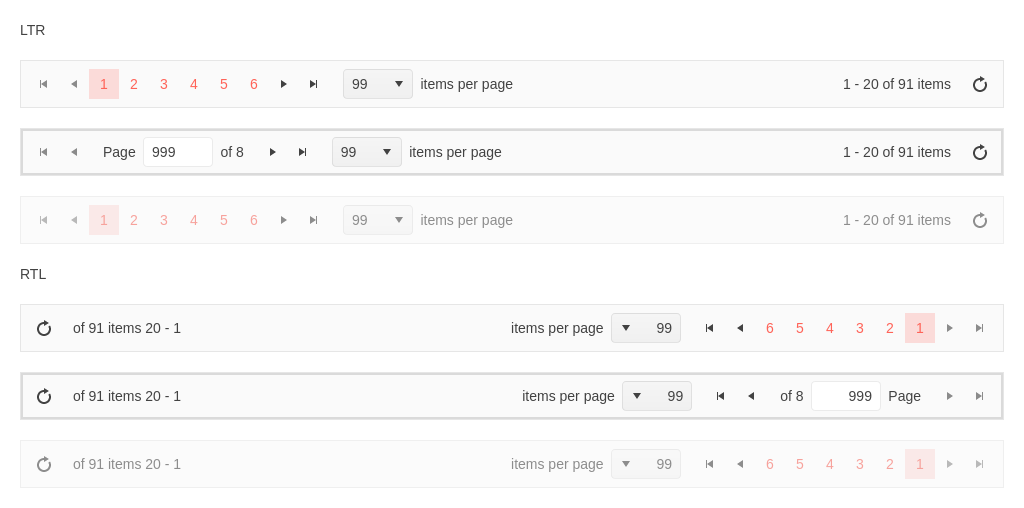 LTR
1 2 3 4 5 6 99 items per page 1 - 20 of 91 items
Page 999 of 8 99 items per page 1 - 20 of 91 items
1 2 3 4 5 6 99 items per page 1 - 20 of 91 items
RTL
of 91 items 20 - 1 items per page 99 6 5 4 3 2 1
of 91 items 20 - 1 items per page 99 of 8 999 Page
of 91 items 20 - 1 items per page 99 6 5 4 3 2 1